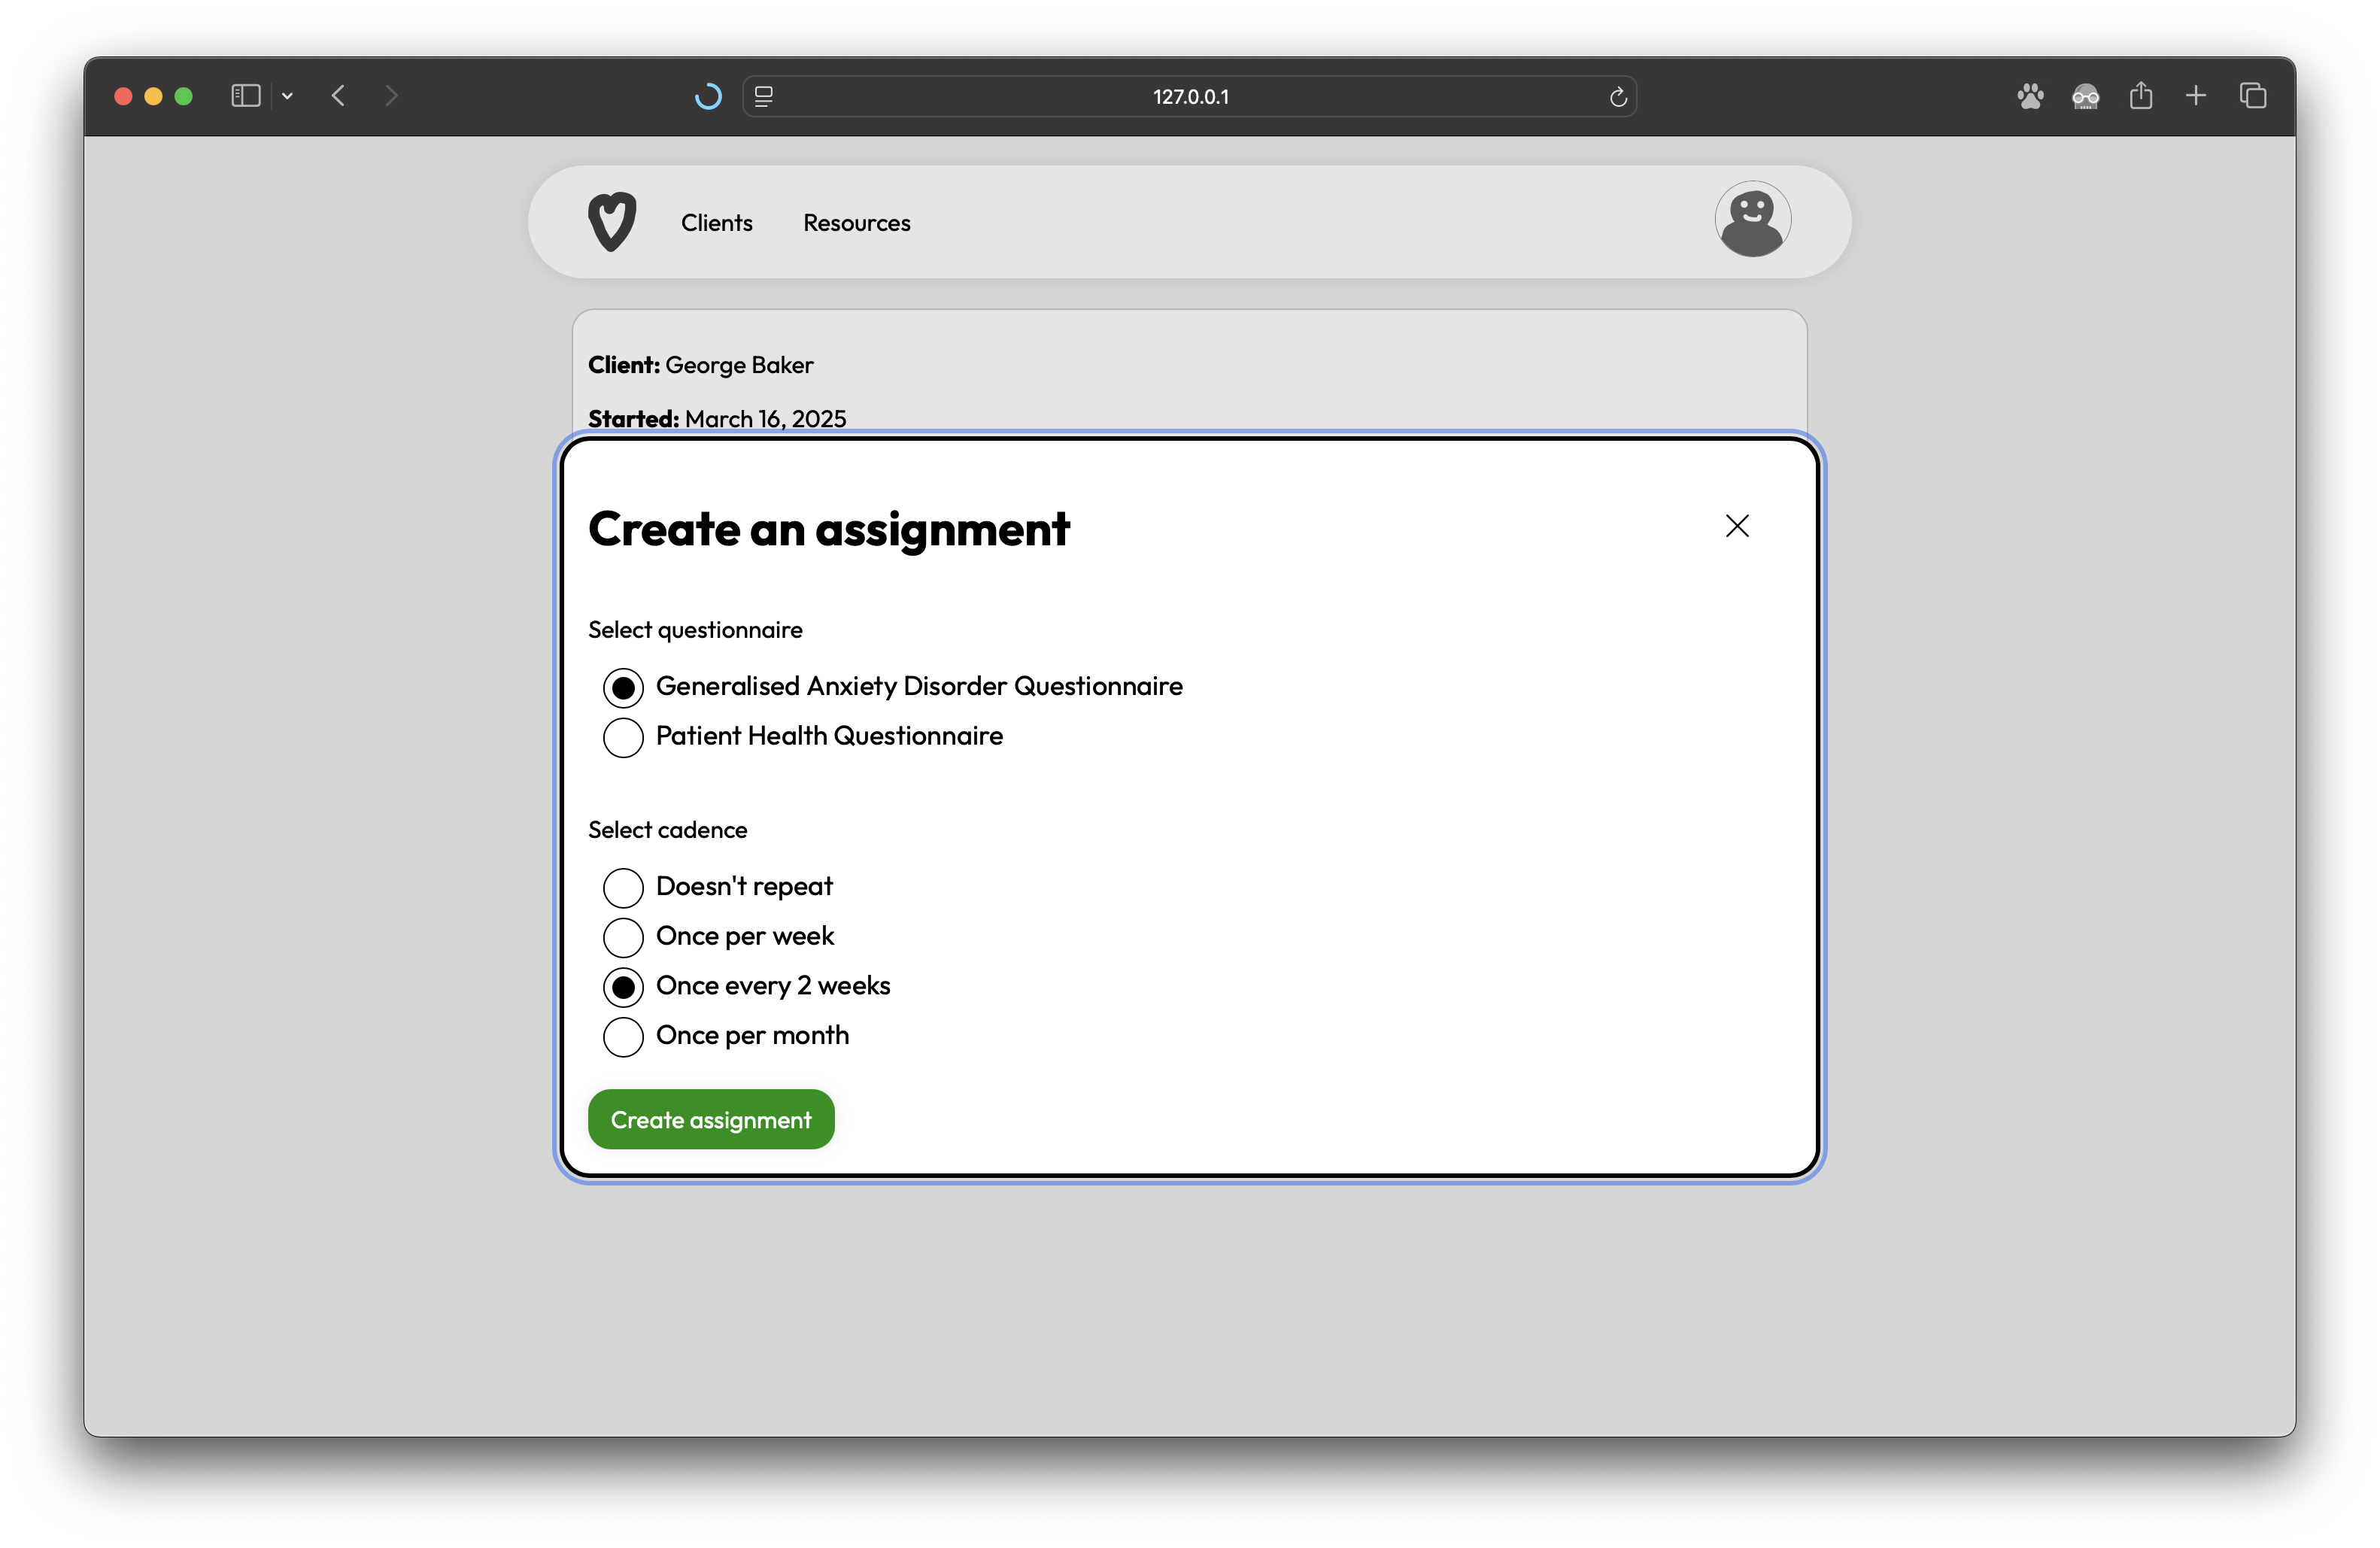 127.0.0.1
Clients
Resources
Client: George Baker
Started: March 16, 2025
Create an assignment
Select questionnaire
Generalised Anxiety Disorder Questionnaire
Patient Health Questionnaire
Select cadence
Doesn't repeat
Once per week
Once every 2 weeks
Once per month
Create assignment